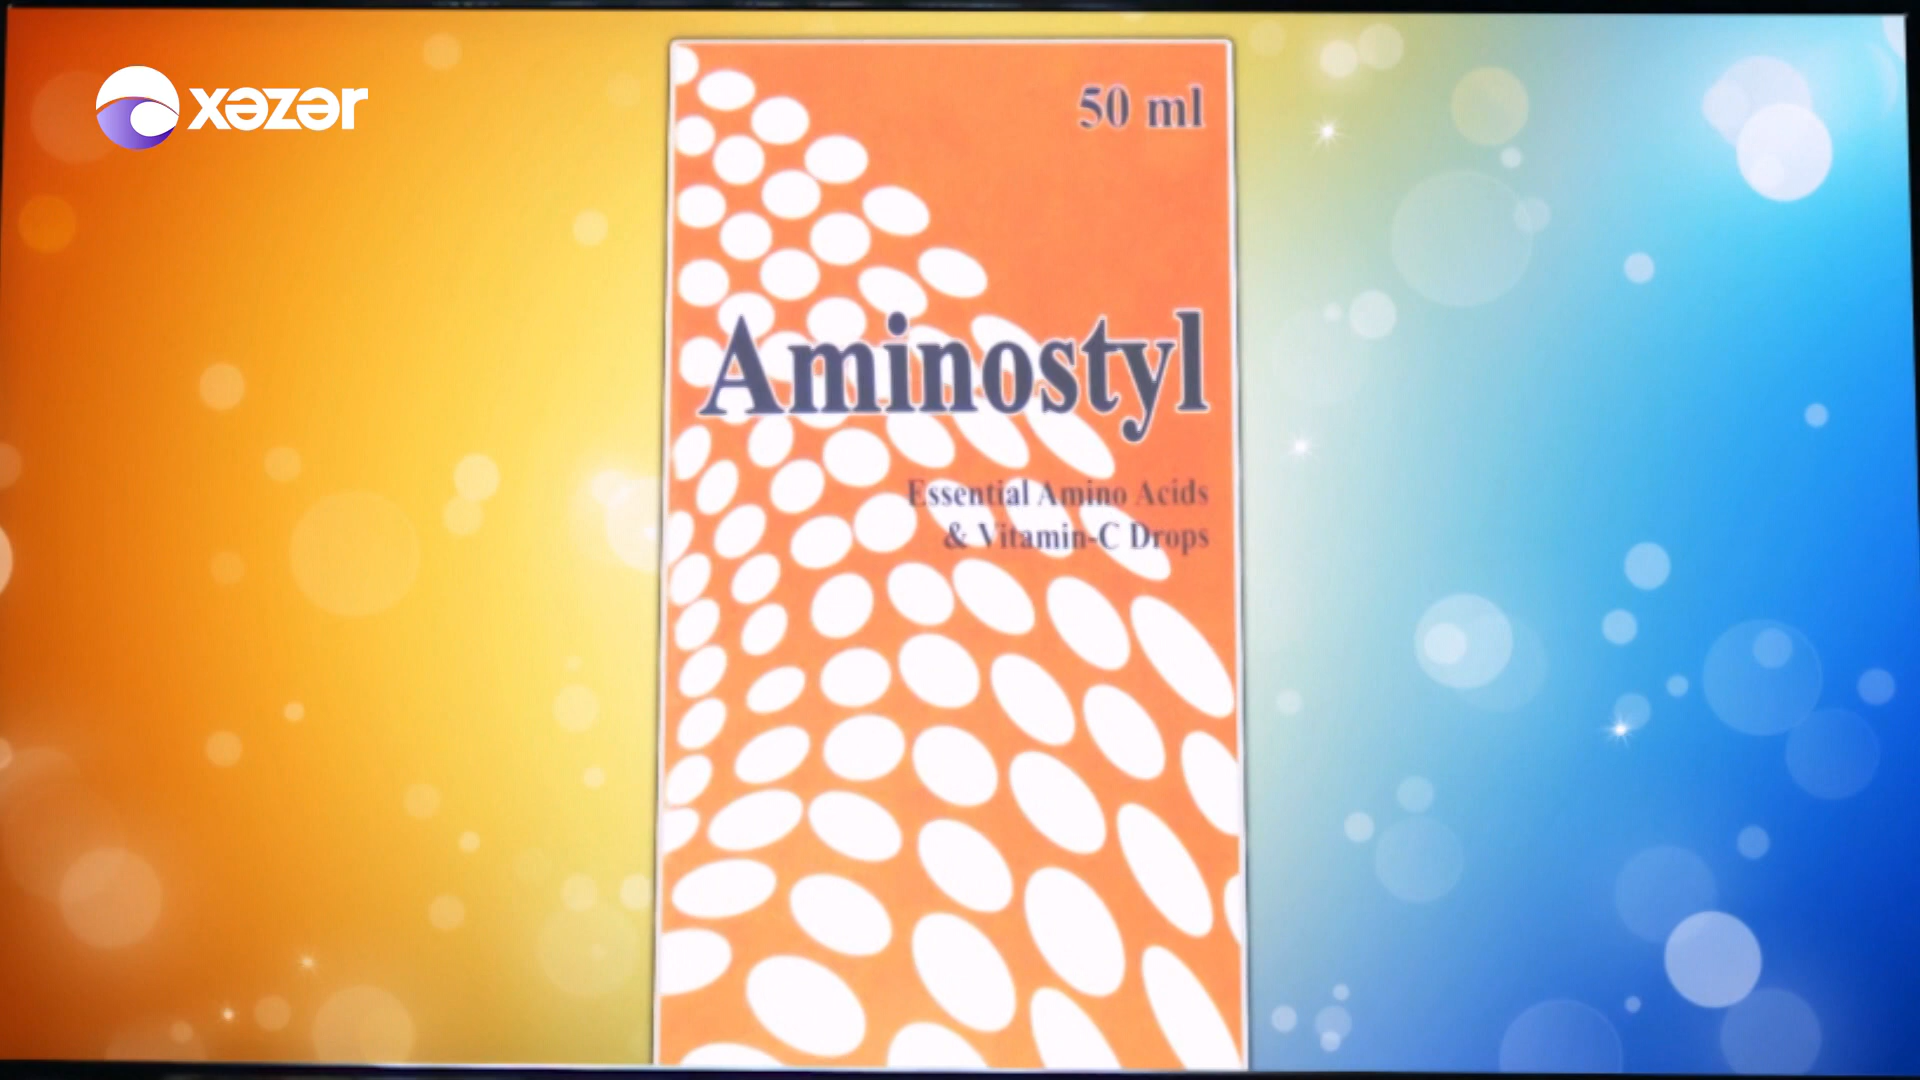 xəzər
50 ml
Aminostyl
Essential Amino Acids
& Vitamin-C Drops